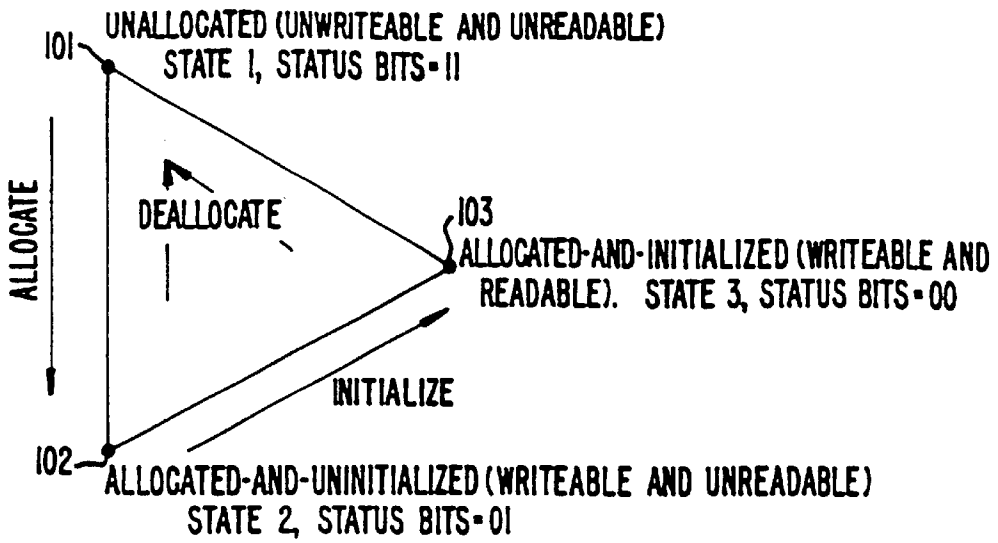 101
UNALLOCATED (UNWRITEABLE AND UNREADABLE)
STATE 1, STATUS BITS=11
ALLOCATE
DEALLOCATE
103
ALLOCATED-AND-INITIALIZED (WRITEABLE AND
READABLE). STATE 3, STATUS BITS=00
INITIALIZE
102
ALLOCATED-AND-UNINITIALIZED (WRITEABLE AND UNREADABLE)
STATE 2, STATUS BITS=01